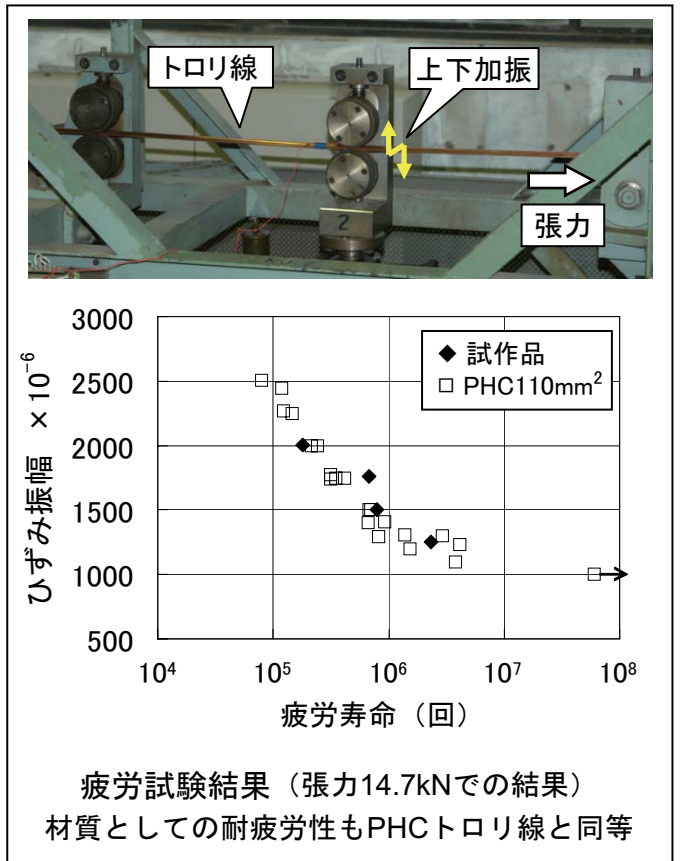 トロリ線
上下加振
2
張力
3000
2500
2000
1500
1000
500
ひずみ振幅 ×10⁻⁶
◆ 試作品
□ PHC110mm²
10⁴ 10⁵ 10⁶ 10⁷ 10⁸
疲労寿命（回）
疲労試験結果（張力14.7kNでの結果）
材質としての耐疲労性もPHCトロリ線と同等